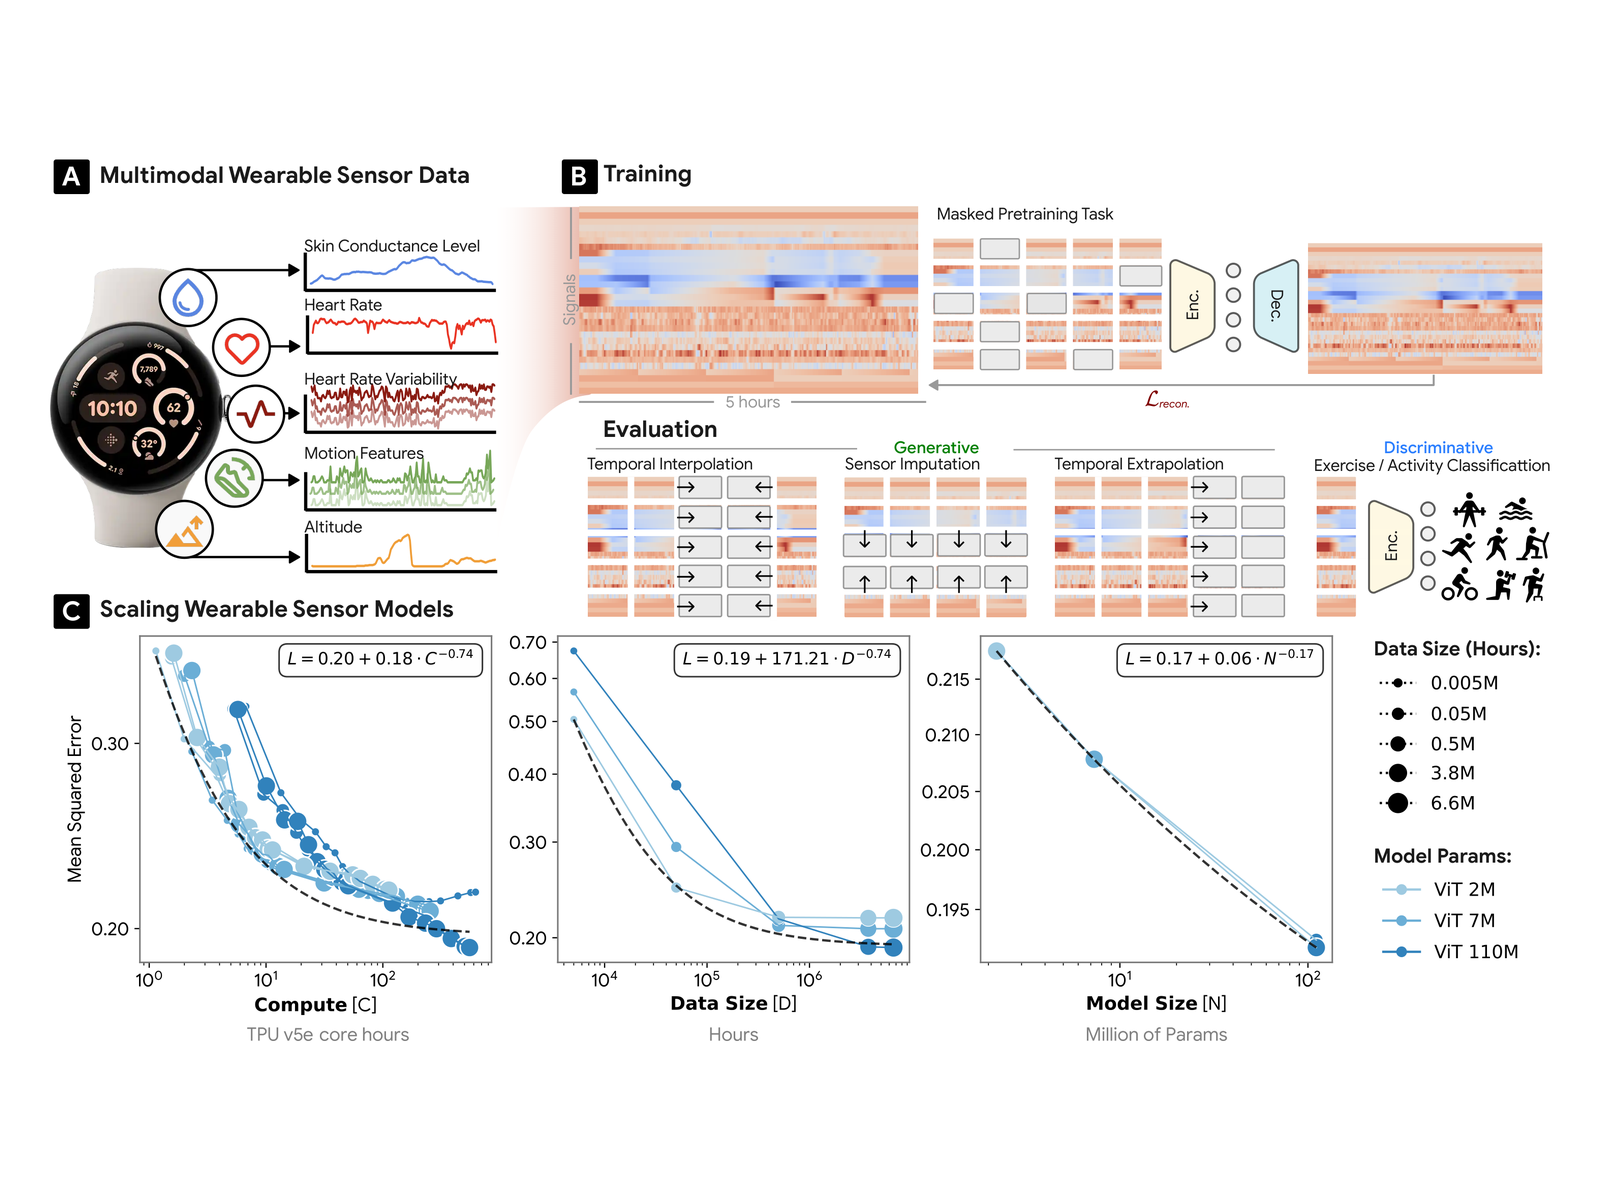 A Multimodal Wearable Sensor Data
Skin Conductance Level
Heart Rate
Heart Rate Variability
Motion Features
Altitude
997
7,789
10:10
62
32°
B Training
Signals
5 hours
Masked Pretraining Task
Enc.
Dec.
ℒrecon.
Evaluation
Generative
Discriminative
Temporal Interpolation
Sensor Imputation
Temporal Extrapolation
Exercise / Activity Classificattion
Enc.
C Scaling Wearable Sensor Models
Mean Squared Error
0.30
0.20
L = 0.20 + 0.18 · C^−0.74
10^0 10^1 10^2
Compute [C]
TPU v5e core hours
0.70
0.60
0.50
0.40
0.30
0.20
L = 0.19 + 171.21 · D^−0.74
10^4 10^5 10^6
Data Size [D]
Hours
0.215
0.210
0.205
0.200
0.195
L = 0.17 + 0.06 · N^−0.17
10^1 10^2
Model Size [N]
Million of Params
Data Size (Hours):
0.005M
0.05M
0.5M
3.8M
6.6M
Model Params:
ViT 2M
ViT 7M
ViT 110M